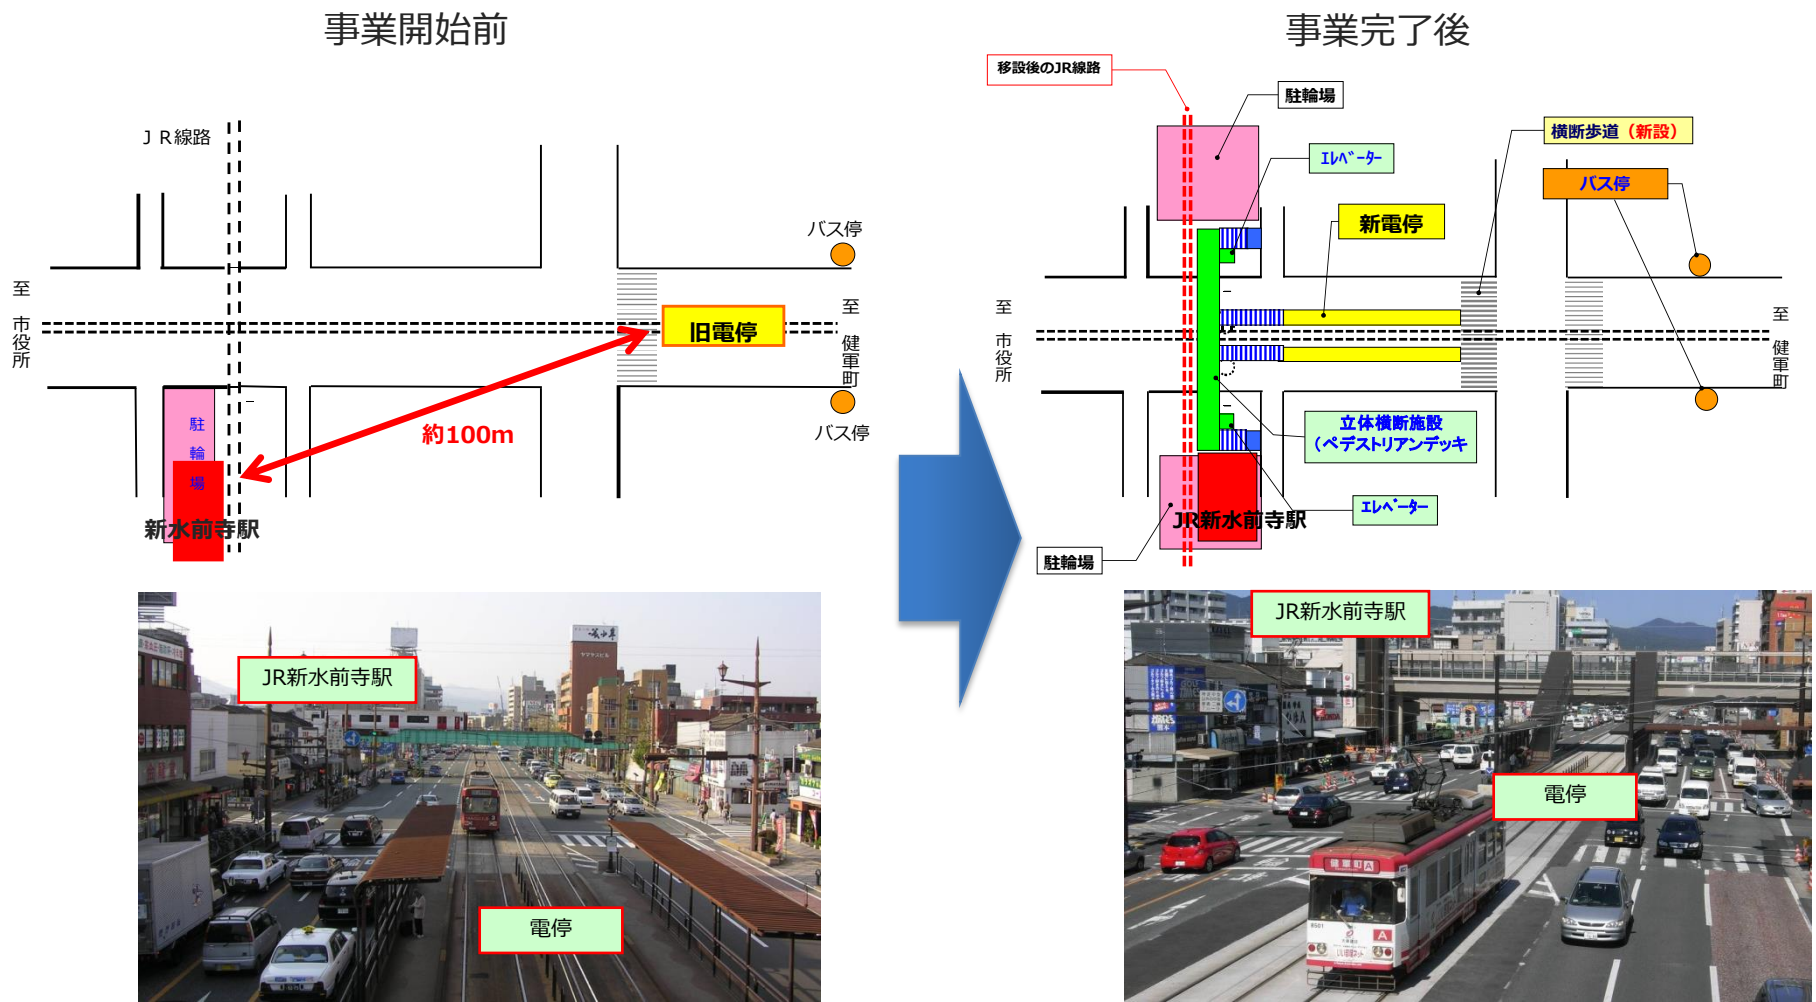 事業開始前
JR線路
バス停
至 市役所
旧電停
至 健軍町
駐輪場
約100m
バス停
新水前寺駅
JR新水前寺駅
電停
事業完了後
移設後のJR線路
駐輪場
横断歩道(新設)
エレベーター
バス停
新電停
至 市役所
至 健軍町
立体横断施設
(ペデストリアンデッキ
エレベーター
JR新水前寺駅
駐輪場
JR新水前寺駅
電停
健軍町 A
8501
A